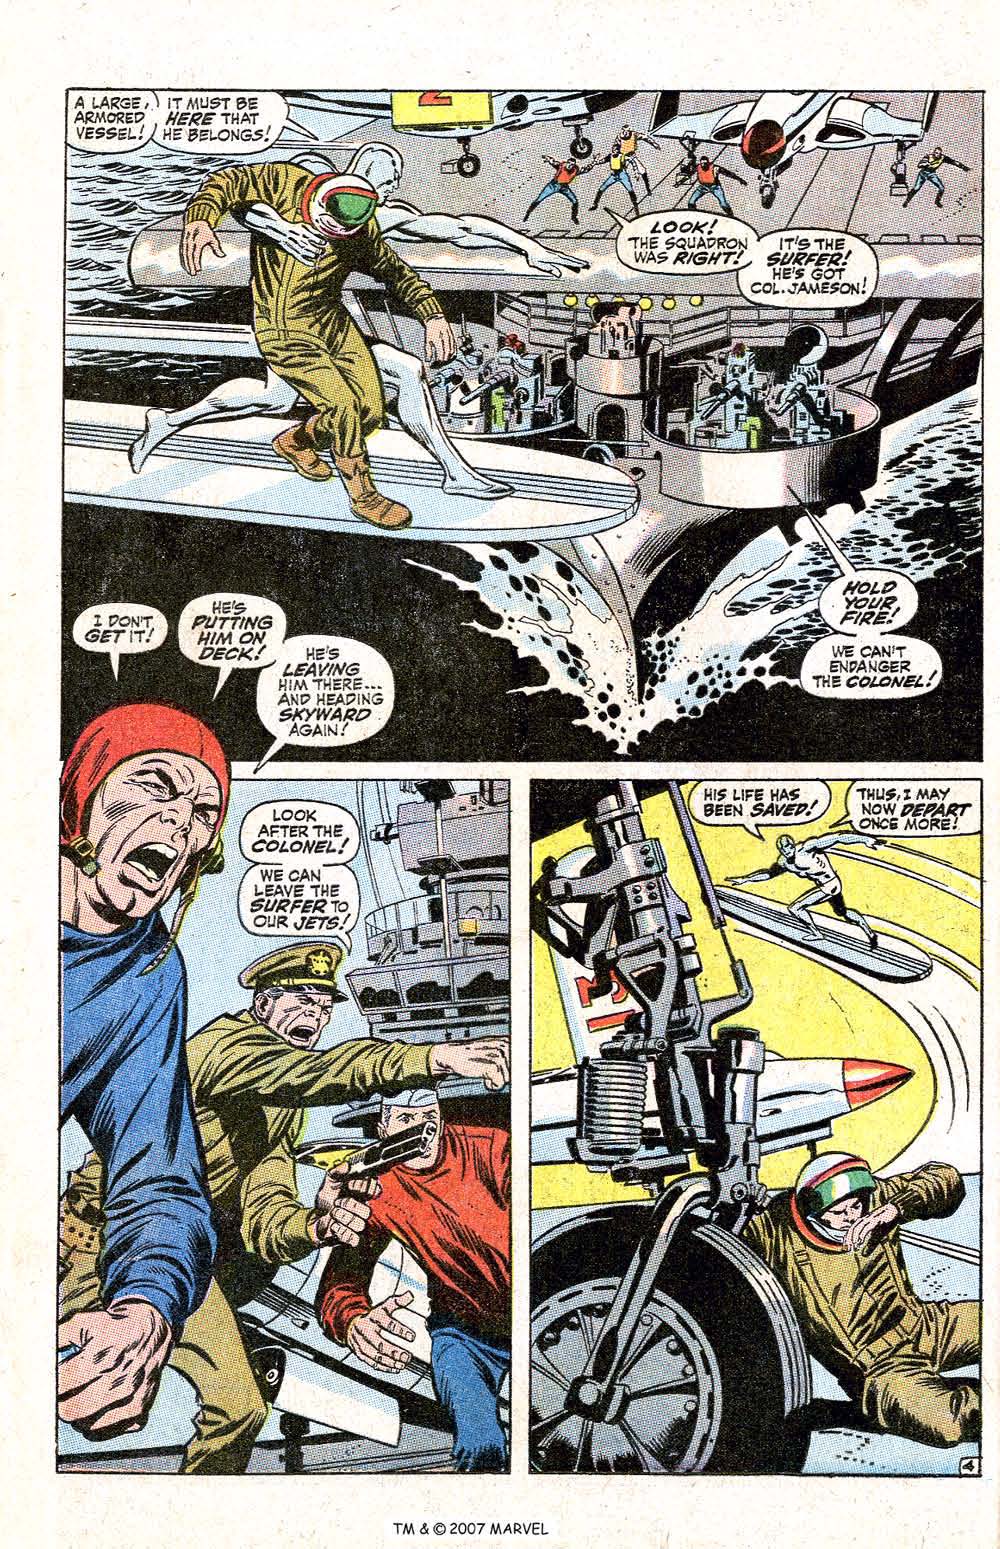 A LARGE,
ARMORED
VESSEL!
IT MUST BE
HERE THAT
HE BELONGS!
2
LOOK!
THE SQUADRON
WAS RIGHT!
IT'S THE
SURFER!
HE'S GOT
COL. JAMESON!
HOLD
YOUR
FIRE!
WE CAN'T
ENDANGER
THE COLONEL!
I DON'T
GET IT!
HE'S
PUTTING
HIM ON
DECK!
HE'S
LEAVING
HIM THERE...
AND HEADING
SKYWARD
AGAIN!
LOOK
AFTER THE
COLONEL!
WE CAN
LEAVE THE
SURFER TO
OUR JETS!
HIS LIFE HAS
BEEN SAVED!
THUS, I MAY
NOW DEPART
ONCE MORE!
4
TM & © 2007 MARVEL